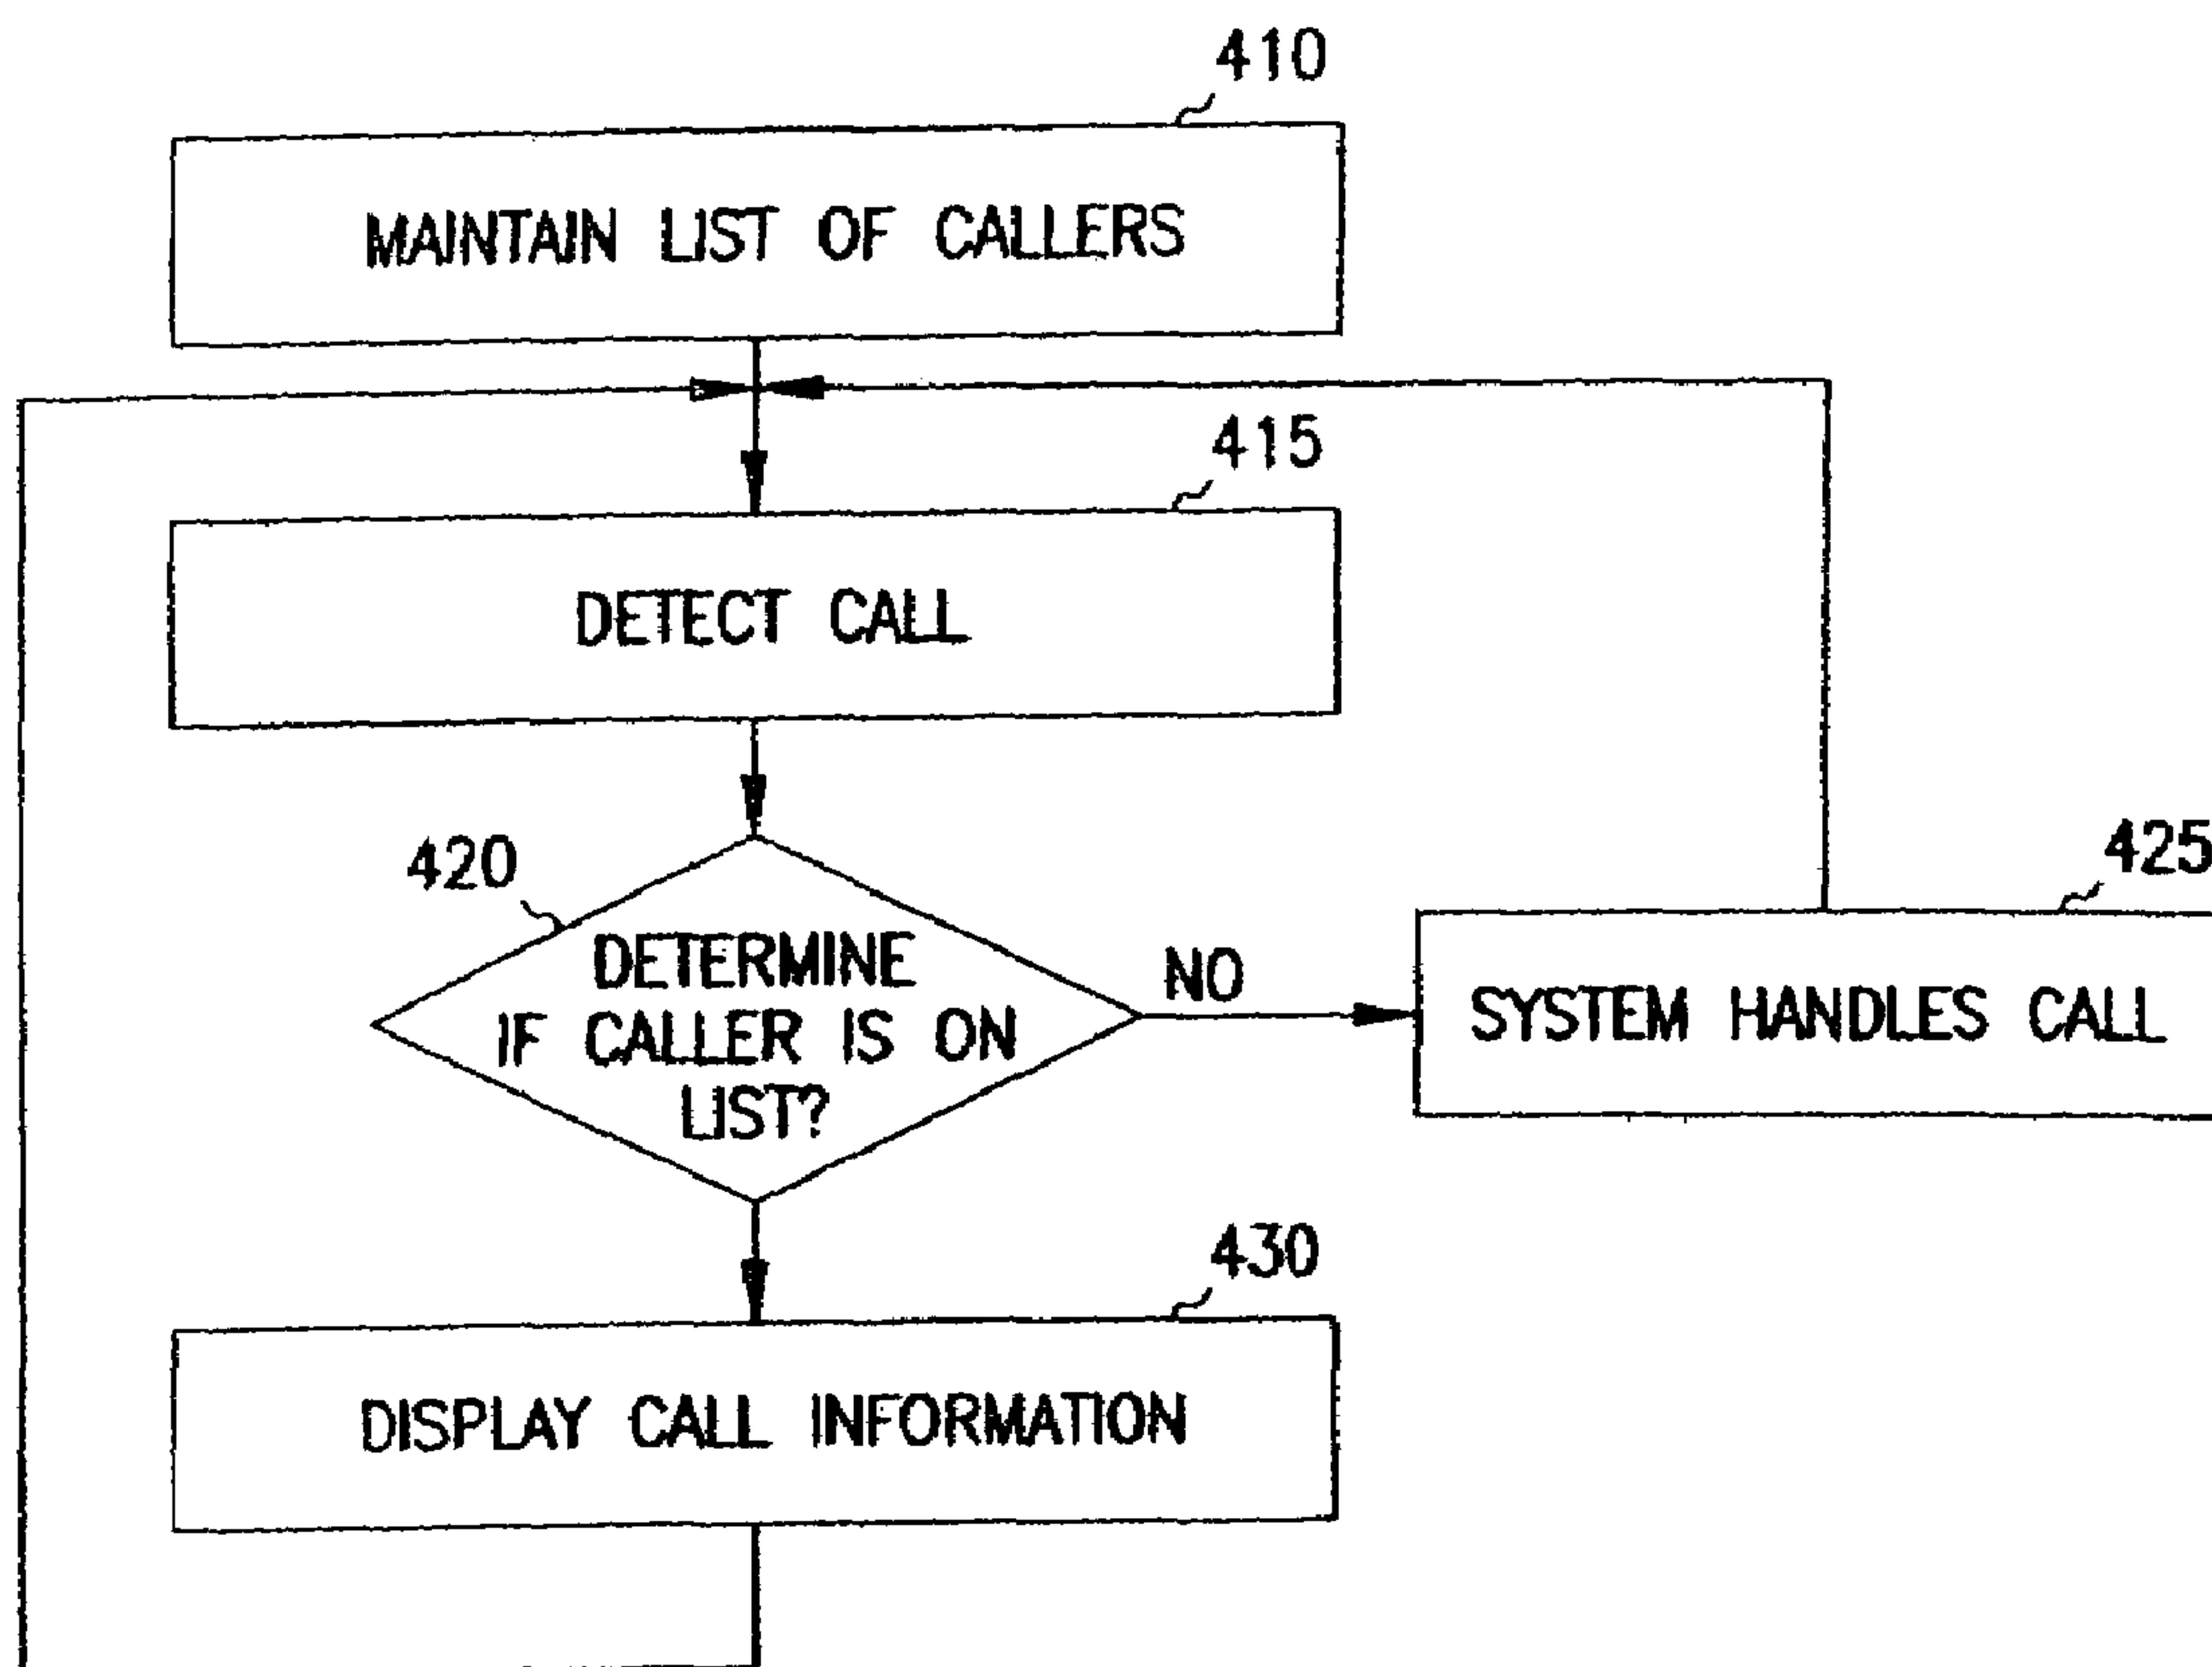 410
MAINTAIN LIST OF CALLERS
415
DETECT CALL
420
DETERMINE
IF CALLER IS ON
LIST?
NO
425
SYSTEM HANDLES CALL
430
DISPLAY CALL INFORMATION